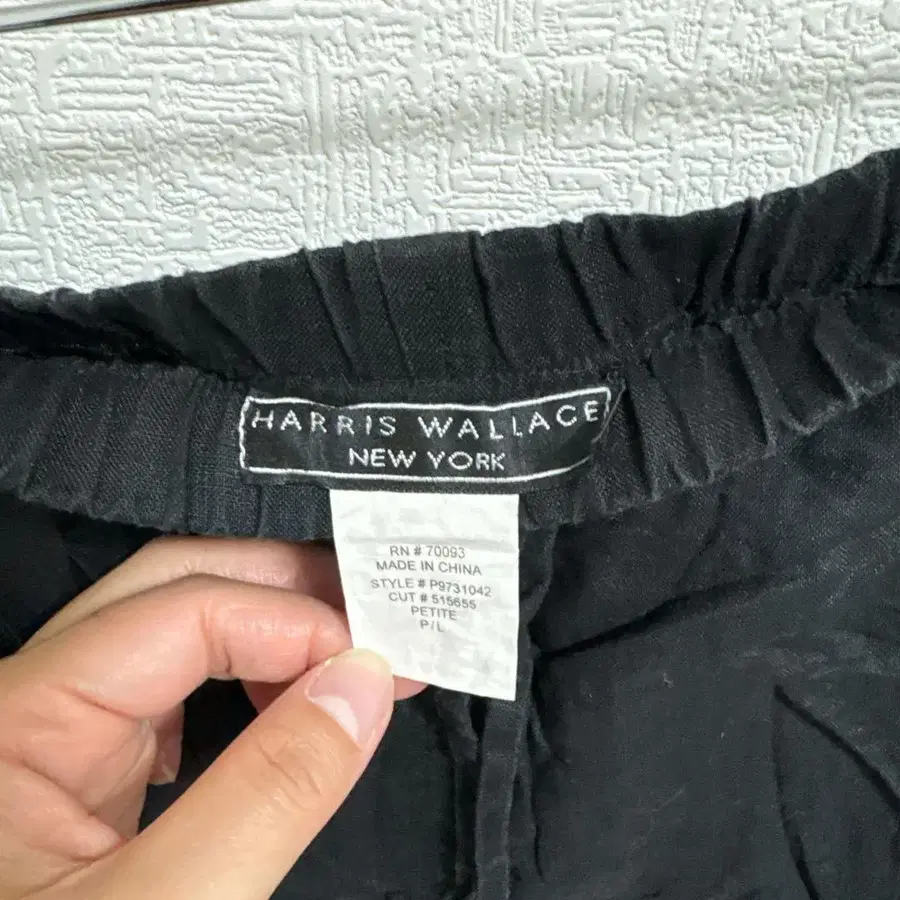 HARRIS WALLACE
NEW YORK
RN # 70093
MADE IN CHINA
STYLE # P9731042
CUT # 515655
PETITE
P/L